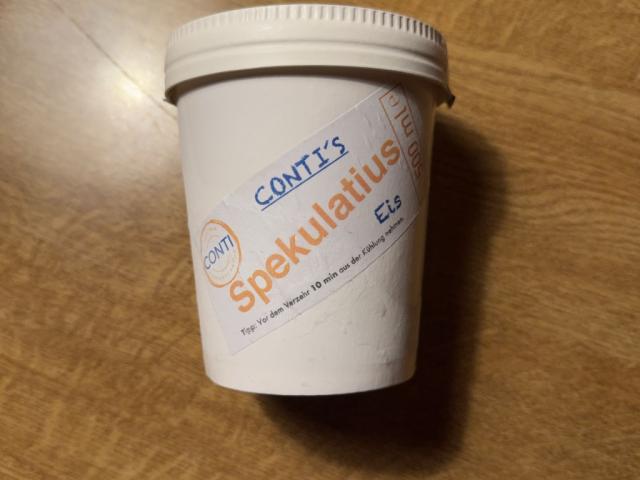 CONTI'S
Spekulatius
Eis
500 ml e
CONTI
Tipp: Vor dem Verzehr 10 min aus der Kühlung nehmen